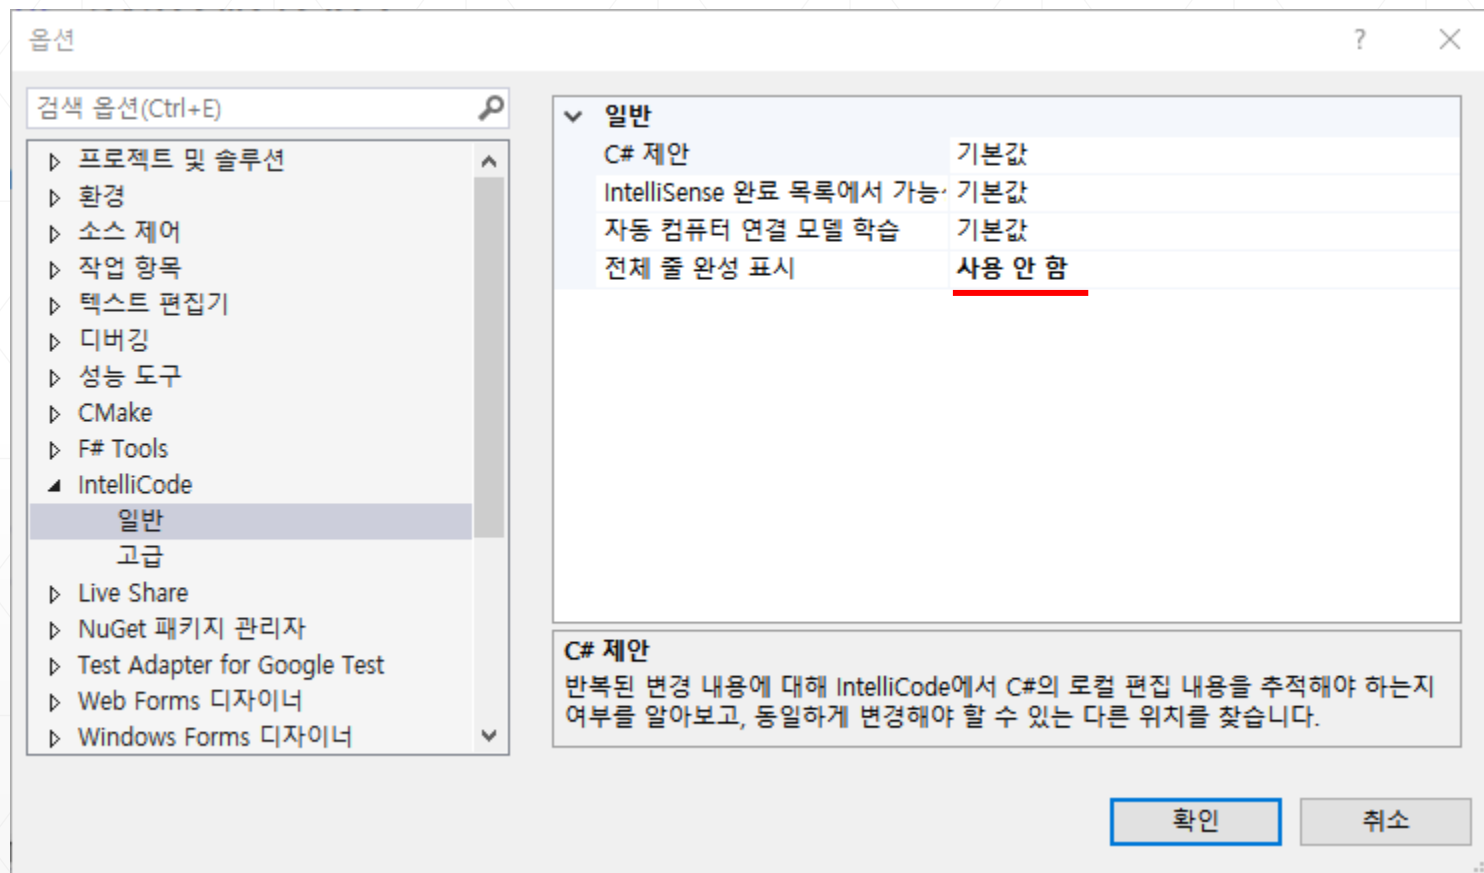 옵션
?
검색 옵션(Ctrl+E)
프로젝트 및 솔루션
환경
소스 제어
작업 항목
텍스트 편집기
디버깅
성능 도구
CMake
F# Tools
IntelliCode
일반
고급
Live Share
NuGet 패키지 관리자
Test Adapter for Google Test
Web Forms 디자이너
Windows Forms 디자이너
일반
C# 제안 기본값
IntelliSense 완료 목록에서 기본값
자동 컴퓨터 연결 모델 학습 기본값
전체 줄 완성 표시 사용 안 함
C# 제안
반복된 변경 내용에 대해 IntelliCode에서 C#의 로컬 편집 내용을 추적해야 하는지
여부를 알아보고, 동일하게 변경해야 할 수 있는 다른 위치를 찾습니다.
확인 취소